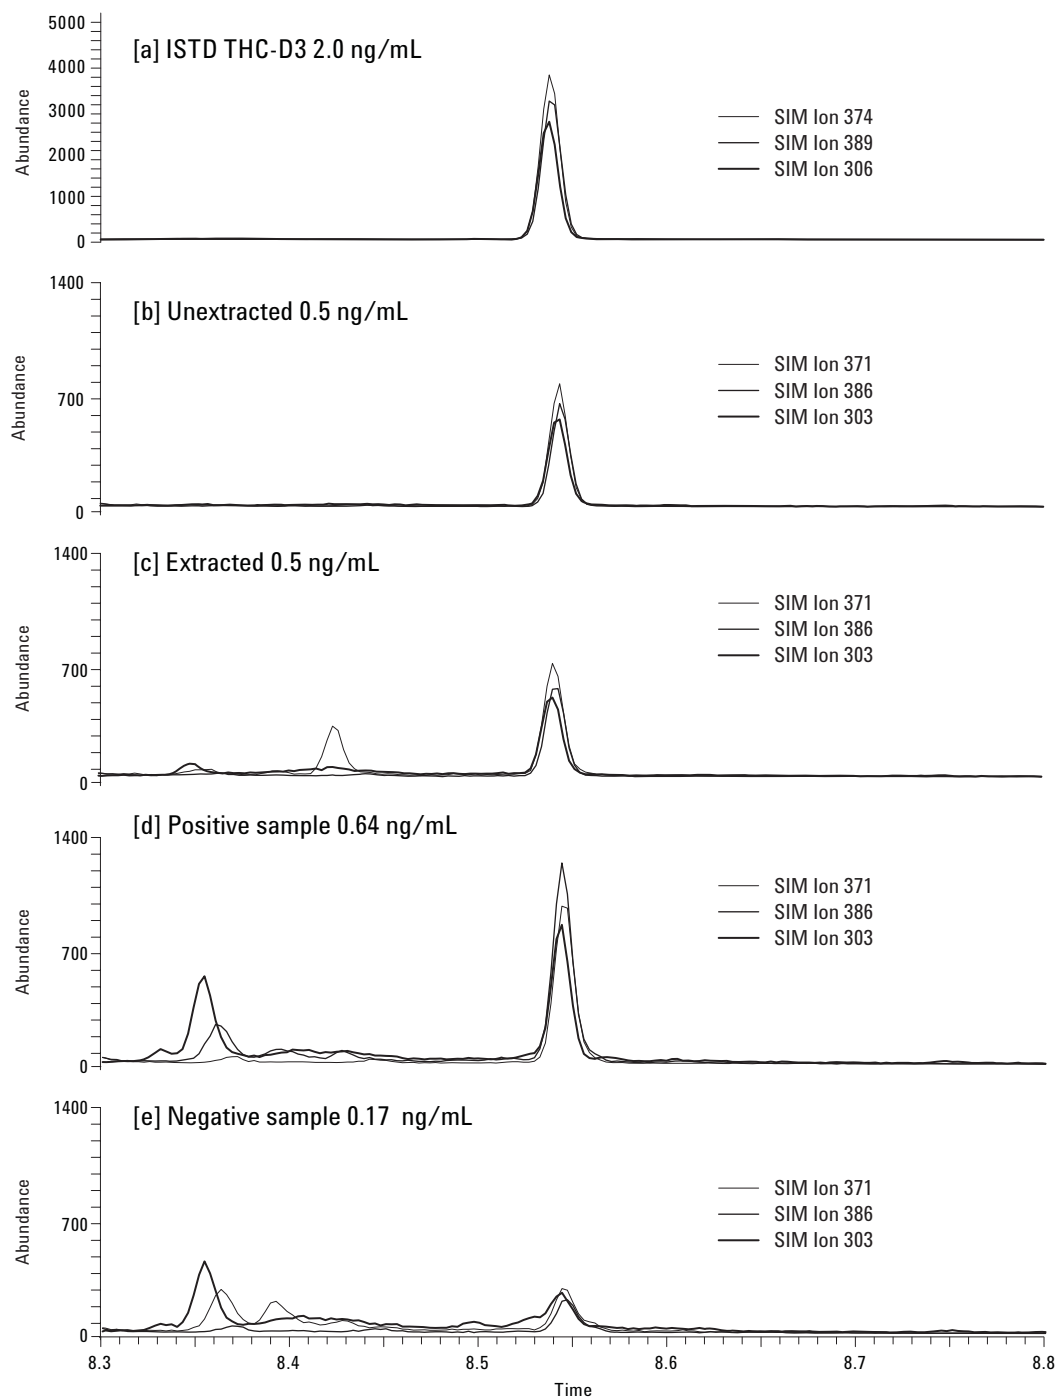 [a] ISTD THC-D3 2.0 ng/mL
5000
4000
3000
2000
1000
0
Abundance
SIM Ion 374
SIM Ion 389
SIM Ion 306
[b] Unextracted 0.5 ng/mL
1400
700
0
Abundance
SIM Ion 371
SIM Ion 386
SIM Ion 303
[c] Extracted 0.5 ng/mL
1400
700
0
Abundance
SIM Ion 371
SIM Ion 386
SIM Ion 303
[d] Positive sample 0.64 ng/mL
1400
700
0
Abundance
SIM Ion 371
SIM Ion 386
SIM Ion 303
[e] Negative sample 0.17 ng/mL
1400
700
0
Abundance
SIM Ion 371
SIM Ion 386
SIM Ion 303
8.3 8.4 8.5 8.6 8.7 8.8
Time